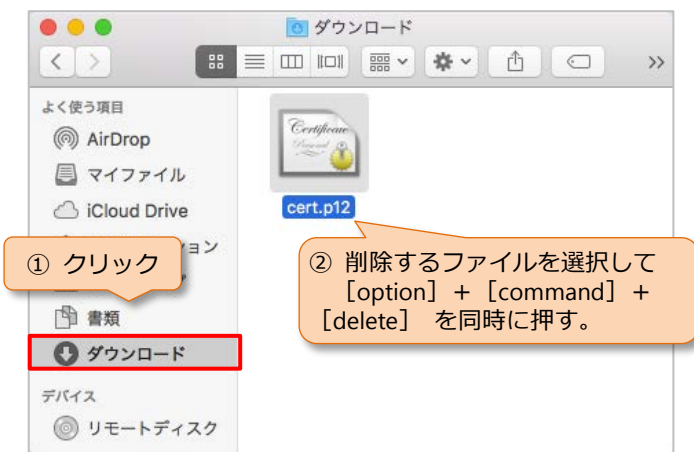 ダウンロード
よく使う項目
AirDrop
マイファイル
iCloud Drive
ョン
① クリック
書類
ダウンロード
デバイス
リモートディスク
Certificate
cert.p12
② 削除するファイルを選択して
［option］＋［command］＋
［delete］ を同時に押す。